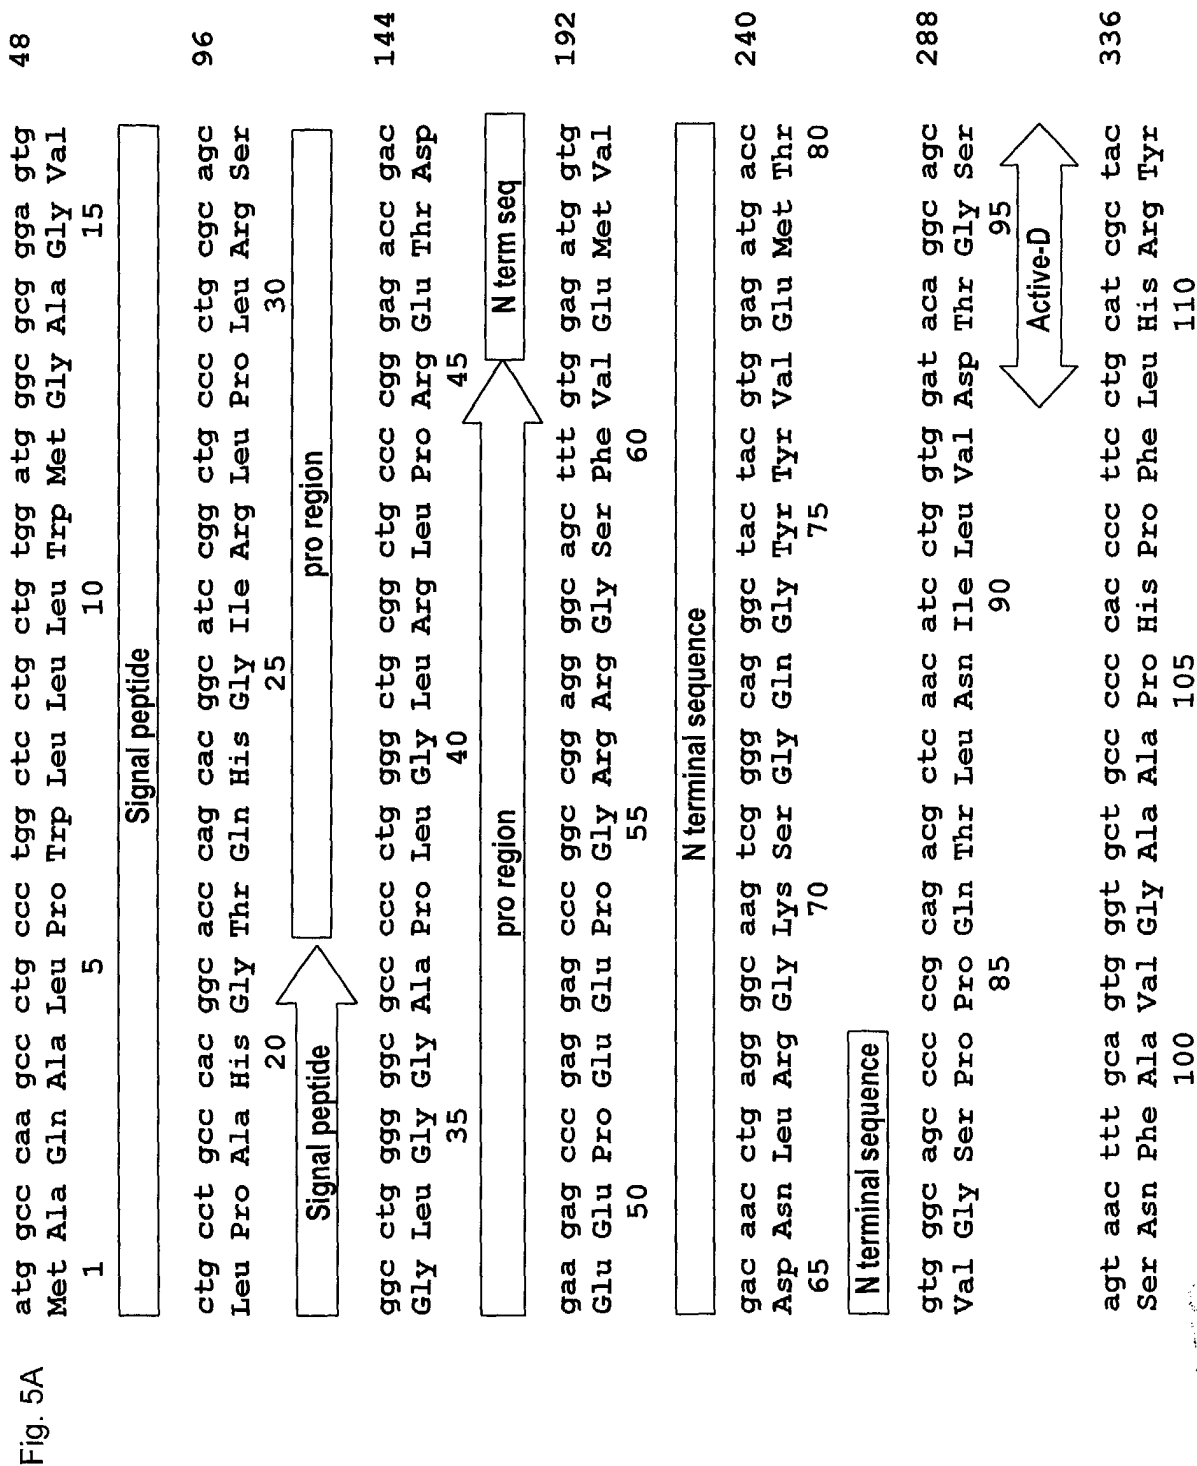 Fig. 5A
atg gcc caa gcc ctg ccc tgg ctc ctg ctg tgg atg ggc gcg gga gtg 48
Met Ala Gln Ala Leu Pro Trp Leu Leu Leu Trp Met Gly Ala Gly Val
1 5 10 15
Signal peptide
ctg cct gcc cac ggc acc cag cac ggc atc cgg ctg ccc ctg cgc agc 96
Leu Pro Ala His Gly Thr Gln His Gly Ile Arg Leu Pro Leu Arg Ser
20 25 30
Signal peptide pro region
ggc ctg ggg ggc gcc ccc ctg ggg ctg cgg ctg ccc cgg gag acc gac 144
Gly Leu Gly Gly Ala Pro Leu Gly Leu Arg Leu Pro Arg Glu Thr Asp
35 40 45
pro region N term seq
gaa gag ccc gag gag ccc ggc cgg agg ggc agc ttt gtg gag atg gtg 192
Glu Glu Pro Glu Glu Pro Gly Arg Arg Gly Ser Phe Val Glu Met Val
50 55 60
N terminal sequence
gac aac ctg agg ggc aag tcg ggg cag ggc tac tac gtg gag atg acc 240
Asp Asn Leu Arg Gly Lys Ser Gly Gln Gly Tyr Tyr Val Glu Met Thr
65 70 75 80
N terminal sequence
gtg ggc agc ccc ccg cag acg ctc aac atc ctg gtg gat aca ggc agc 288
Val Gly Ser Pro Pro Gln Thr Leu Asn Ile Leu Val Asp Thr Gly Ser
85 90 95
Active-D
agt aac ttt gca gtg ggt gct gcc ccc cac ccc ttc ctg cat cgc tac 336
Ser Asn Phe Ala Val Gly Ala Ala Pro His Pro Phe Leu His Arg Tyr
100 105 110